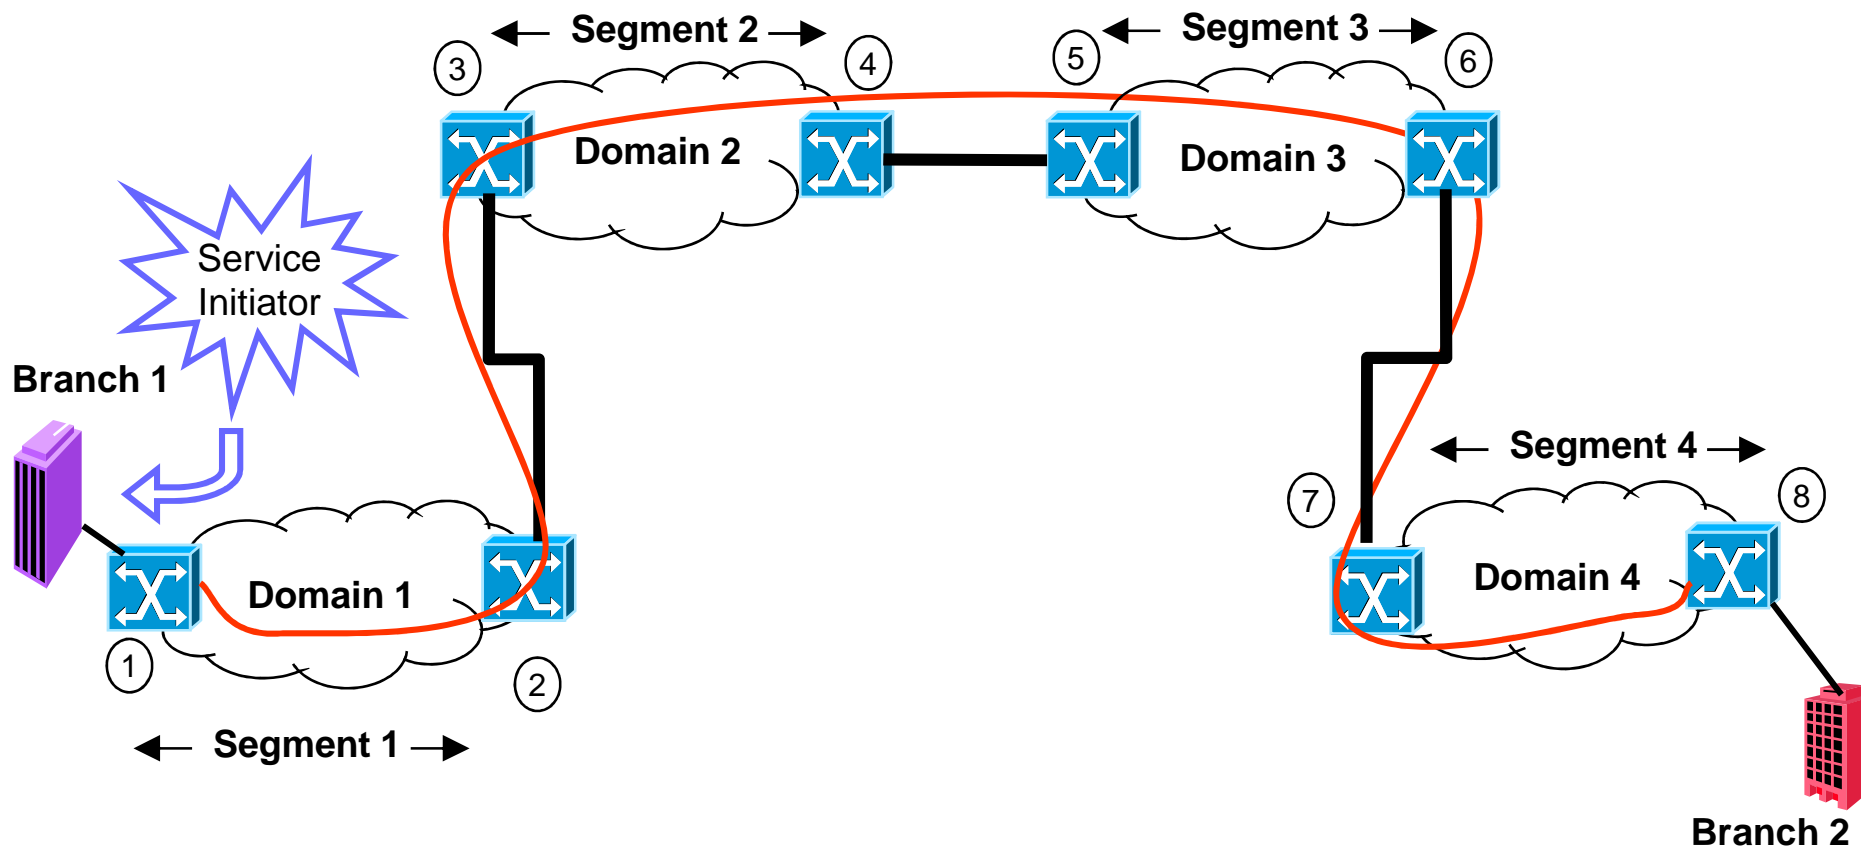 Segment 2
Segment 3
3
4
5
6
Domain 2
Domain 3
Service
Initiator
Branch 1
Segment 4
7
8
Domain 1
Domain 4
1
2
Segment 1
Branch 2